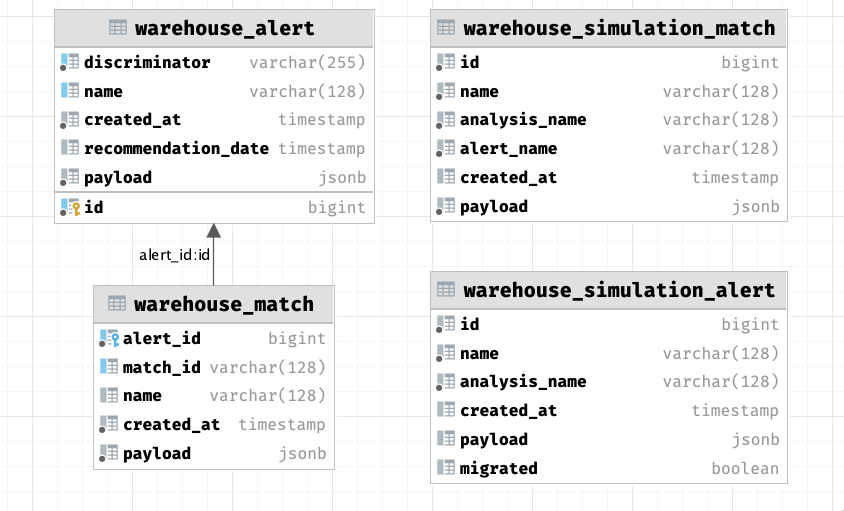 warehouse_alert
discriminator varchar(255)
name varchar(128)
created_at timestamp
recommendation_date timestamp
payload jsonb
id bigint
alert_id:id
warehouse_match
alert_id bigint
match_id varchar(128)
name varchar(128)
created_at timestamp
payload jsonb
warehouse_simulation_match
id bigint
name varchar(128)
analysis_name varchar(128)
alert_name varchar(128)
created_at timestamp
payload jsonb
warehouse_simulation_alert
id bigint
name varchar(128)
analysis_name varchar(128)
created_at timestamp
payload jsonb
migrated boolean